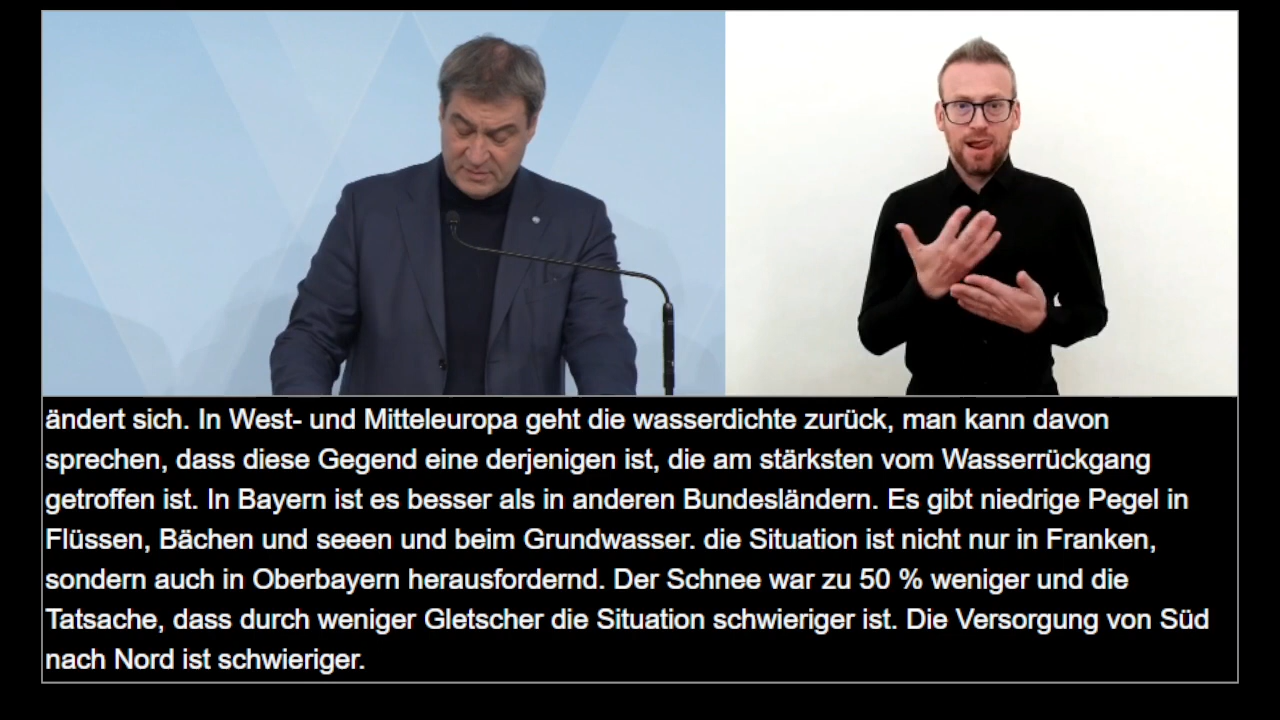 ändert sich. In West- und Mitteleuropa geht die wasserdichte zurück, man kann davon
sprechen, dass diese Gegend eine derjenigen ist, die am stärksten vom Wasserrückgang
getroffen ist. In Bayern ist es besser als in anderen Bundesländern. Es gibt niedrige Pegel in
Flüssen, Bächen und seeen und beim Grundwasser. die Situation ist nicht nur in Franken,
sondern auch in Oberbayern herausfordernd. Der Schnee war zu 50 % weniger und die
Tatsache, dass durch weniger Gletscher die Situation schwieriger ist. Die Versorgung von Süd
nach Nord ist schwieriger.